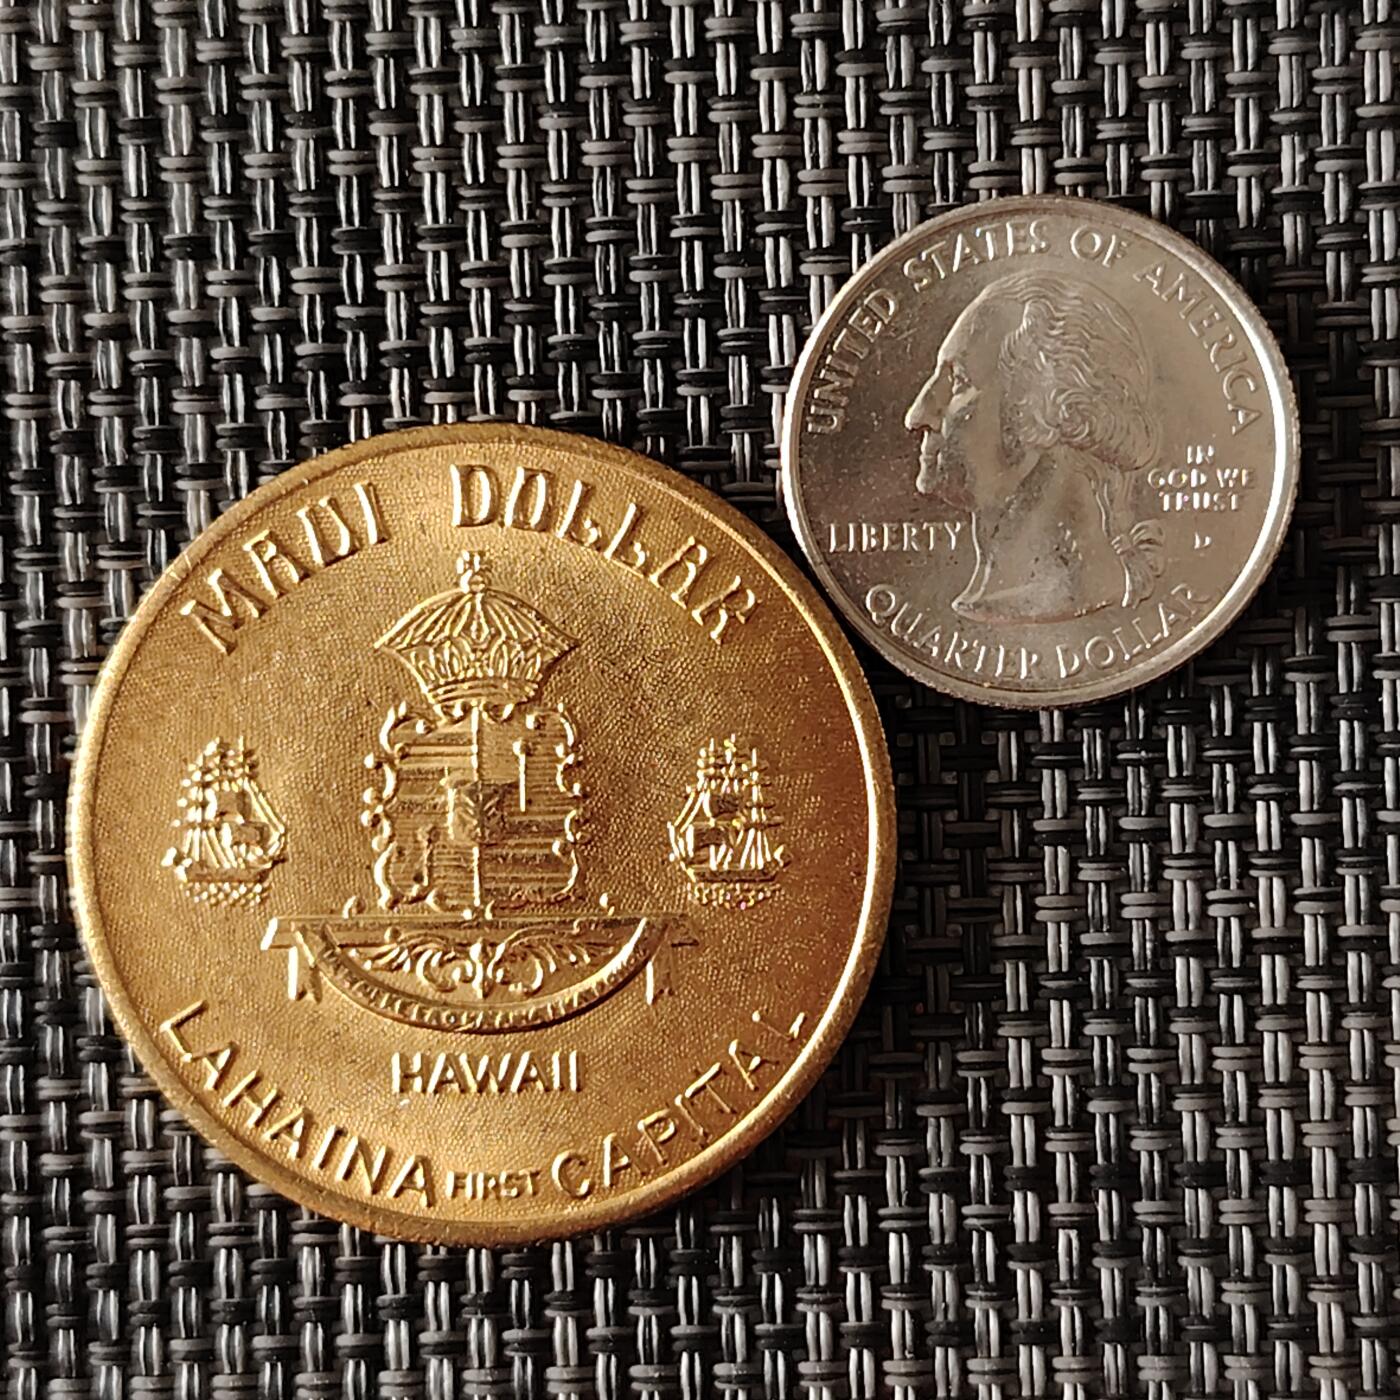 MAUI DOLLAR
HAWAII
LAHAINA FIRST CAPITAL
UNITED STATES OF AMERICA
LIBERTY
IN
GOD WE
TRUST
D
QUARTER DOLLAR